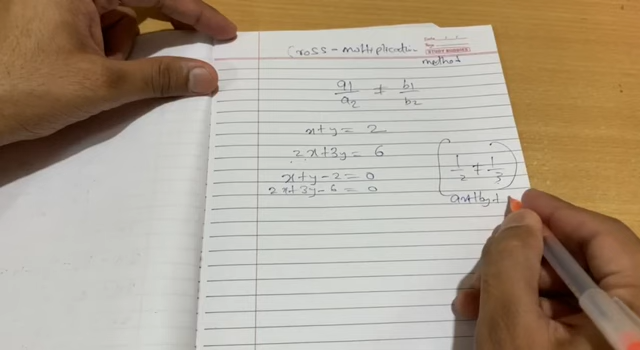 Cross-multiplication
method
Date
a1/a2 ≠ b1/b2
x+y = 2
2x+3y = 6
x+y-2=0
2x+3y-6=0
1/2 ≠ 1/3
ax+by+